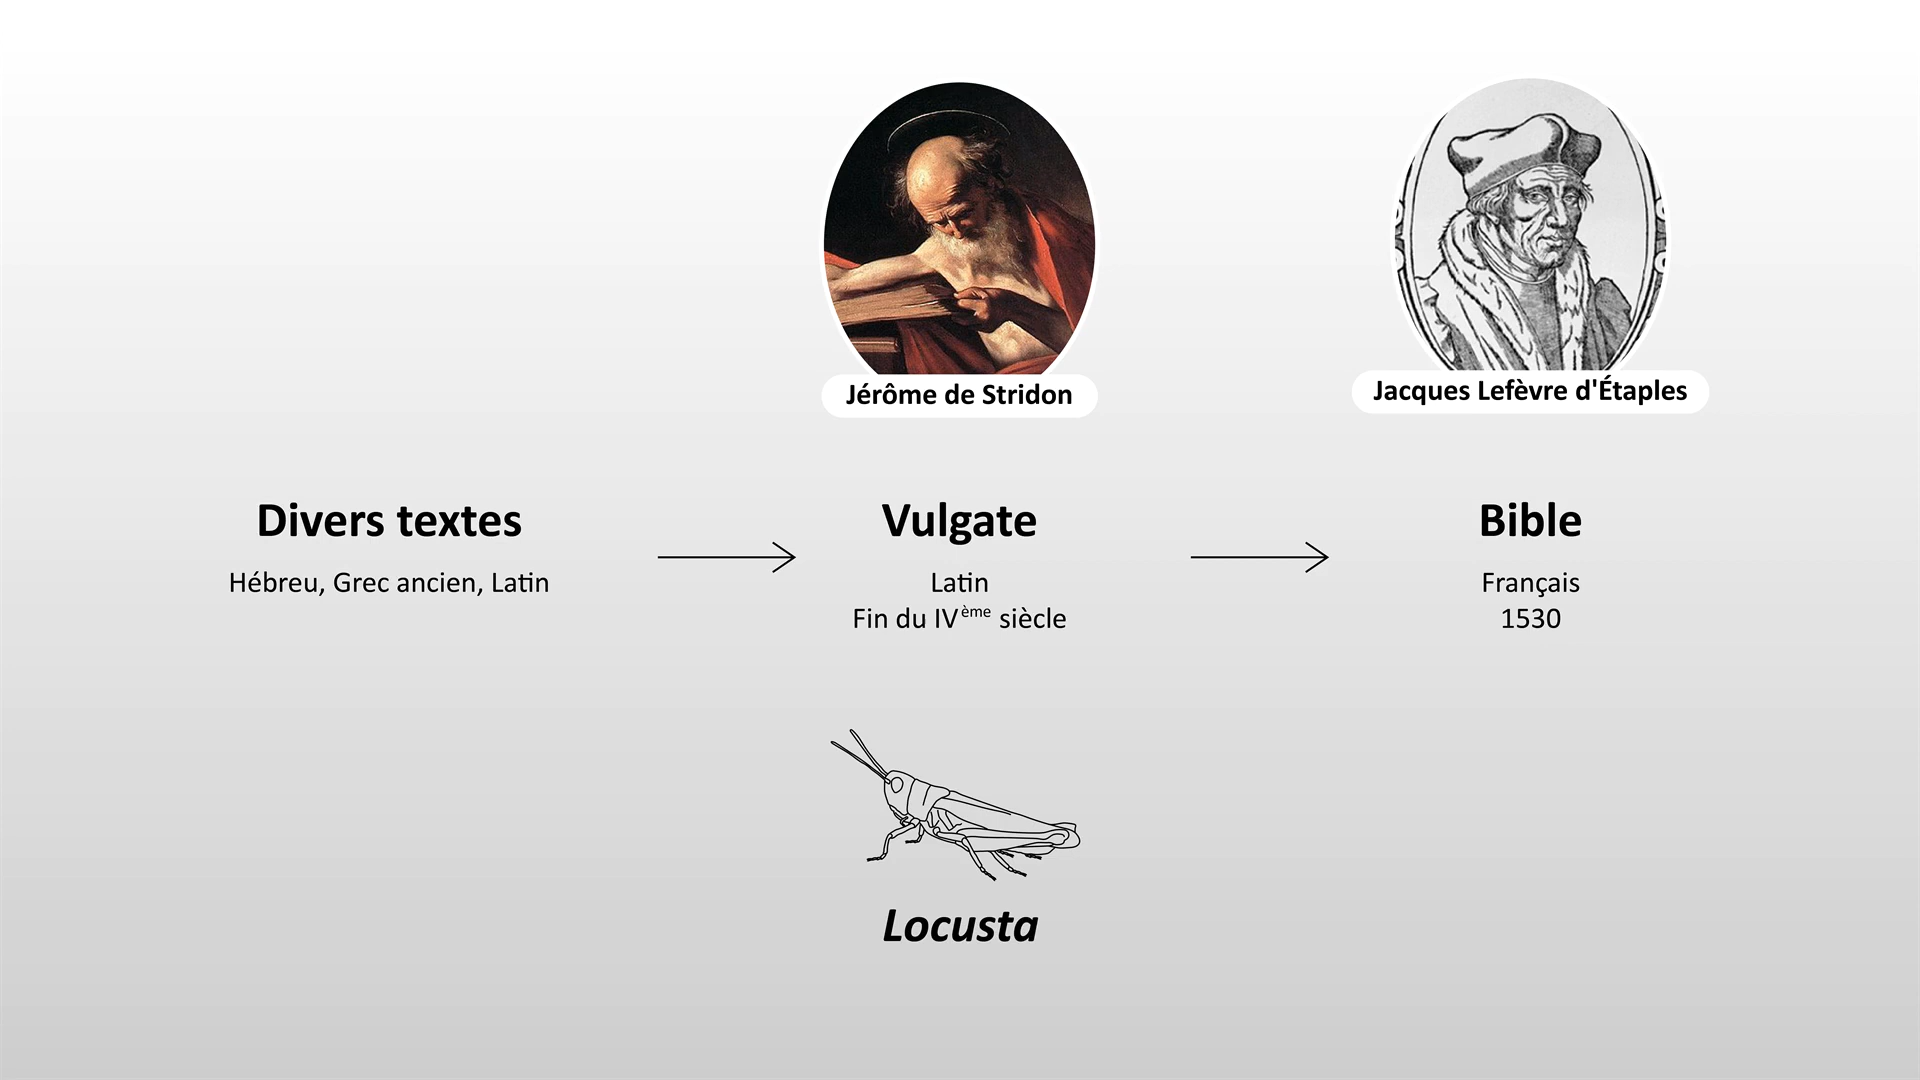 Jérôme de Stridon
Jacques Lefèvre d'Étaples
Divers textes
Hébreu, Grec ancien, Latin
Vulgate
Latin
Fin du IVème siècle
Bible
Français
1530
Locusta